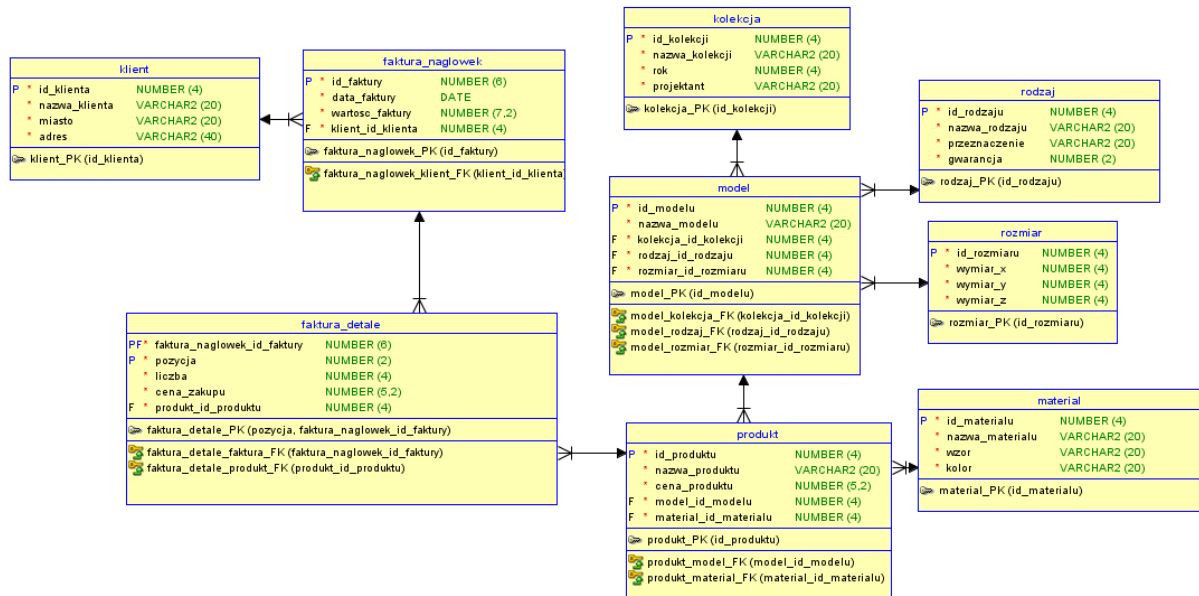 klient
P * id_klienta NUMBER (4)
* nazwa_klienta VARCHAR2 (20)
* miasto VARCHAR2 (20)
* adres VARCHAR2 (40)
klient_PK (id_klienta)
faktura_naglowek
P * id_faktury NUMBER (6)
* data_faktury DATE
* wartosc_faktury NUMBER (7,2)
F * klient_id_klienta NUMBER (4)
faktura_naglowek_PK (id_faktury)
faktura_naglowek_klient_FK (klient_id_klienta)
kolekcja
P * id_kolekcji NUMBER (4)
* nazwa_kolekcji VARCHAR2 (20)
* rok NUMBER (4)
* projektant VARCHAR2 (20)
kolekcja_PK (id_kolekcji)
rodzaj
P * id_rodzaju NUMBER (4)
* nazwa_rodzaju VARCHAR2 (20)
* przeznaczenie VARCHAR2 (20)
* gwarancja NUMBER (2)
rodzaj_PK (id_rodzaju)
model
P * id_modelu NUMBER (4)
* nazwa_modelu VARCHAR2 (20)
F * kolekcja_id_kolekcji NUMBER (4)
F * rodzaj_id_rodzaju NUMBER (4)
F * rozmiar_id_rozmiaru NUMBER (4)
model_PK (id_modelu)
model_kolekcja_FK (kolekcja_id_kolekcji)
model_rodzaj_FK (rodzaj_id_rodzaju)
model_rozmiar_FK (rozmiar_id_rozmiaru)
rozmiar
P * id_rozmiaru NUMBER (4)
* wymiar_x NUMBER (4)
* wymiar_y NUMBER (4)
* wymiar_z NUMBER (4)
rozmiar_PK (id_rozmiaru)
faktura_detale
PF* faktura_naglowek_id_faktury NUMBER (6)
P * pozycja NUMBER (2)
* liczba NUMBER (4)
* cena_zakupu NUMBER (5,2)
F * produkt_id_produktu NUMBER (4)
faktura_detale_PK (pozycja, faktura_naglowek_id_faktury)
faktura_detale_faktura_FK (faktura_naglowek_id_faktury)
faktura_detale_produkt_FK (produkt_id_produktu)
produkt
P * id_produktu NUMBER (4)
* nazwa_produktu VARCHAR2 (20)
* cena_produktu NUMBER (5,2)
F * model_id_modelu NUMBER (4)
F * material_id_materialu NUMBER (4)
produkt_PK (id_produktu)
produkt_model_FK (model_id_modelu)
produkt_material_FK (material_id_materialu)
material
P * id_materialu NUMBER (4)
* nazwa_materialu VARCHAR2 (20)
* wzor VARCHAR2 (20)
* kolor VARCHAR2 (20)
material_PK (id_materialu)